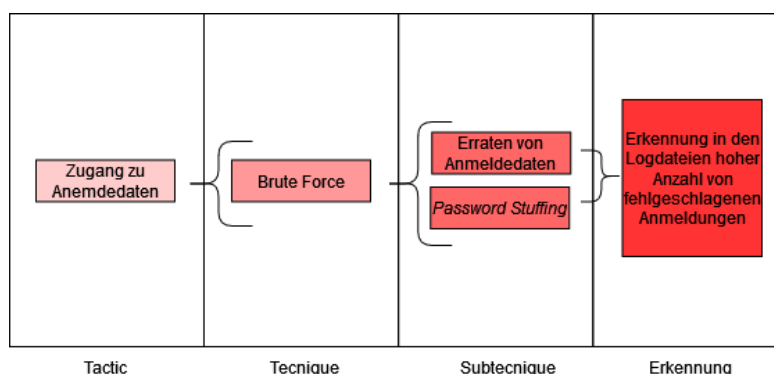 Zugang zu
Anemdedaten
Brute Force
Erraten von
Anmeldedaten
Password Stuffing
Erkennung in den
Logdateien hoher
Anzahl von
fehlgeschlagenen
Anmeldungen
Tactic
Tecnique
Subtecnique
Erkennung